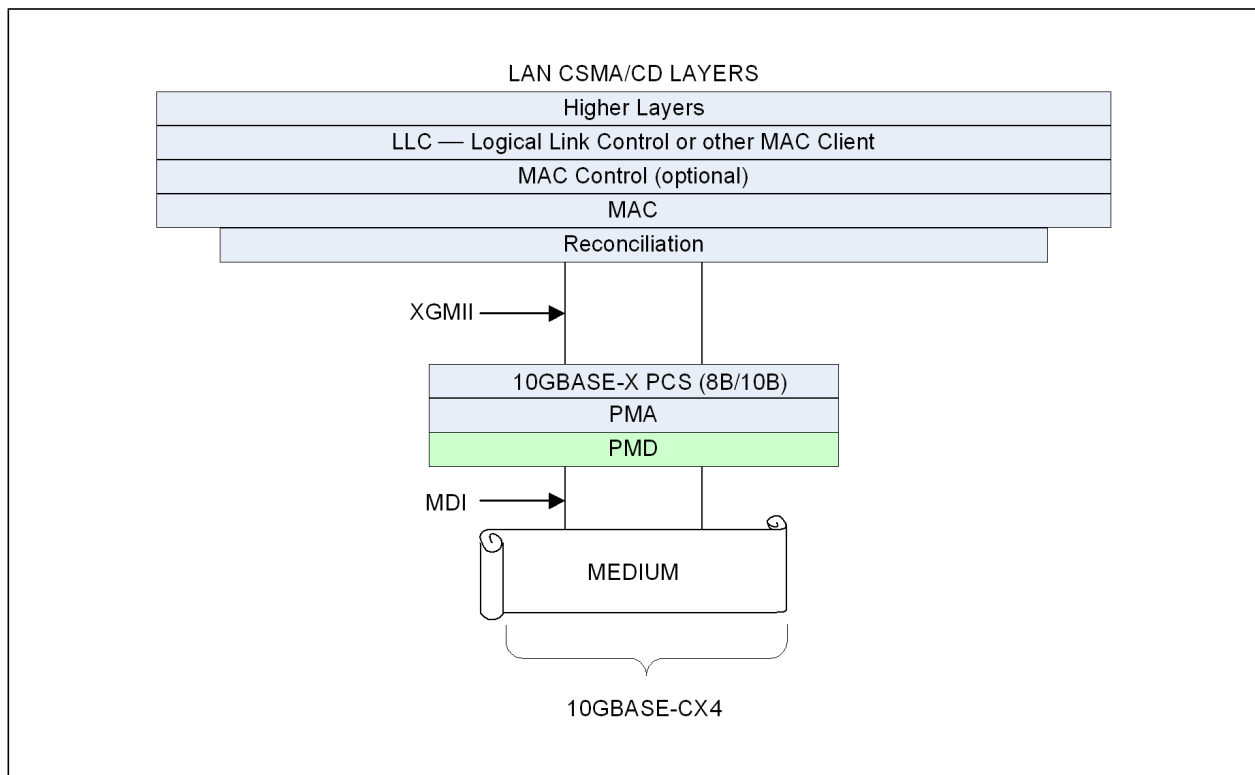 LAN CSMA/CD LAYERS
Higher Layers
LLC — Logical Link Control or other MAC Client
MAC Control (optional)
MAC
Reconciliation
XGMII
10GBASE-X PCS (8B/10B)
PMA
PMD
MDI
MEDIUM
10GBASE-CX4